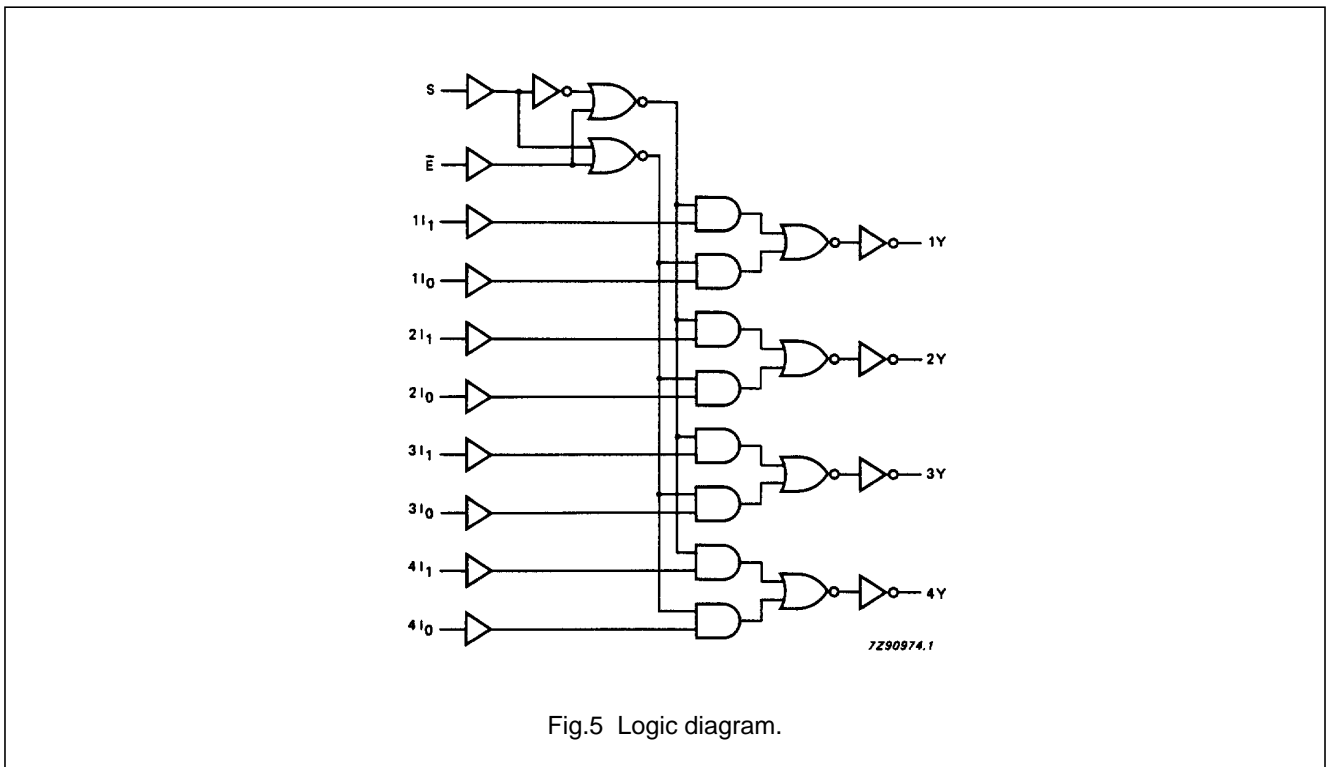 S
E̅
1I₁
1Y
1I₀
2I₁
2Y
2I₀
3I₁
3Y
3I₀
4I₁
4Y
4I₀
7Z90974.1
Fig.5 Logic diagram.